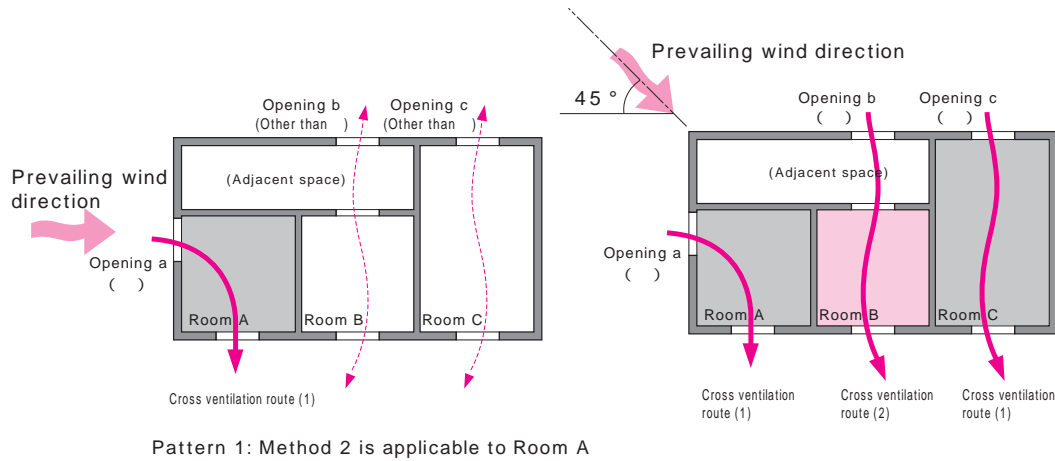 Opening b
(Other than    )
Opening c
(Other than    )
(Adjacent space)
Prevailing wind
direction
Opening a
(    )
Room A
Room B
Room C
Cross ventilation route (1)
Pattern 1: Method 2 is applicable to Room A
Prevailing wind direction
45 °
Opening b
(    )
Opening c
(    )
(Adjacent space)
Opening a
(    )
Room A
Room B
Room C
Cross ventilation
route (1)
Cross ventilation
route (2)
Cross ventilation
route (1)